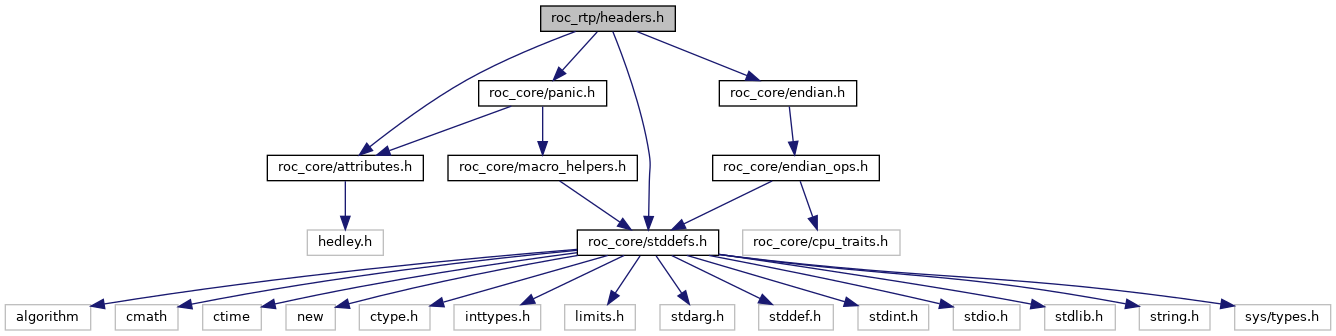 roc_rtp/headers.h
roc_core/panic.h
roc_core/endian.h
roc_core/attributes.h
roc_core/macro_helpers.h
roc_core/endian_ops.h
hedley.h
roc_core/stddefs.h
roc_core/cpu_traits.h
algorithm
cmath
ctime
new
ctype.h
inttypes.h
limits.h
stdarg.h
stddef.h
stdint.h
stdio.h
stdlib.h
string.h
sys/types.h